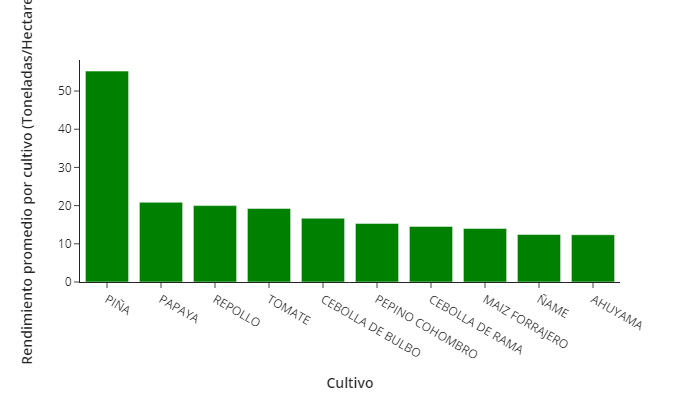 Rendimiento promedio por cultivo (Toneladas/Hectare
50
40
30
20
10
0
PIÑA
PAPAYA
REPOLLO
TOMATE
CEBOLLA DE BULBO
PEPINO COHOMBRO
CEBOLLA DE RAMA
MAIZ FORRAJERO
ÑAME
AHUYAMA
Cultivo